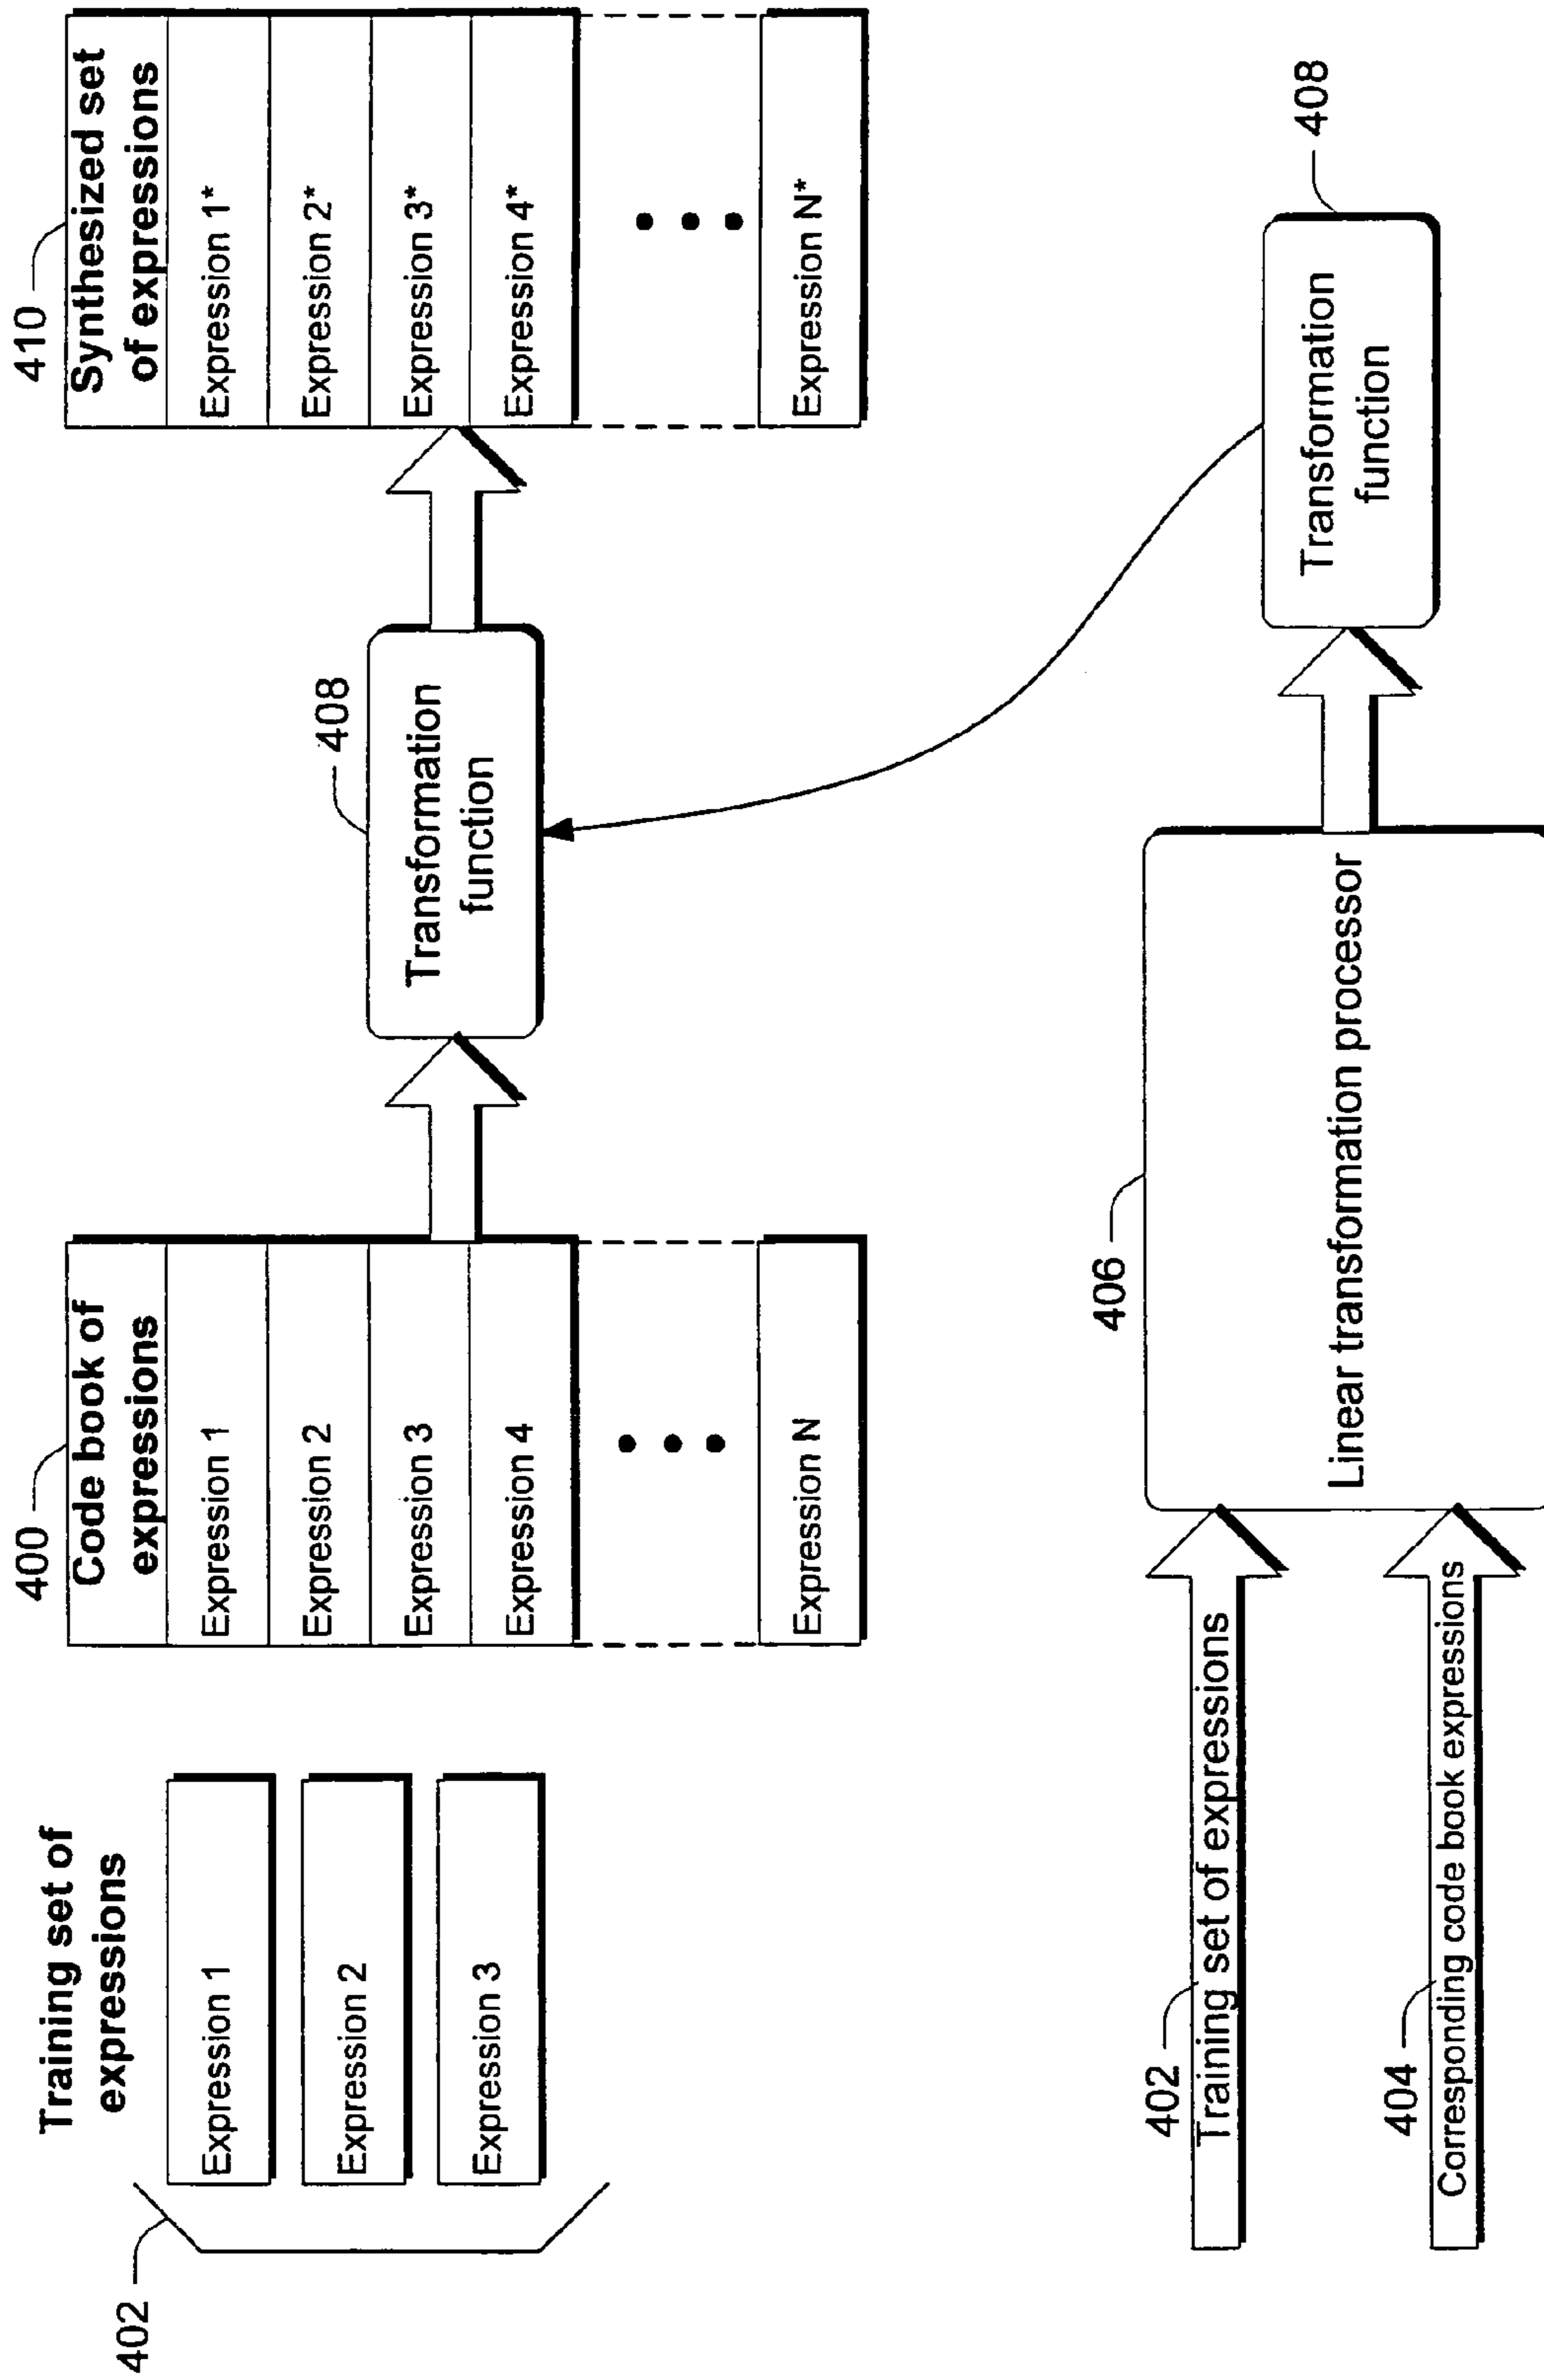 Training set of
expressions
402
Expression 1
Expression 2
Expression 3
400
Code book of
expressions
Expression 1
Expression 2
Expression 3
Expression 4
Expression N
408
Transformation
function
410
Synthesized set
of expressions
Expression 1*
Expression 2*
Expression 3*
Expression 4*
Expression N*
402
Training set of expressions
404
Corresponding code book expressions
406
Linear transformation processor
Transformation
function
408